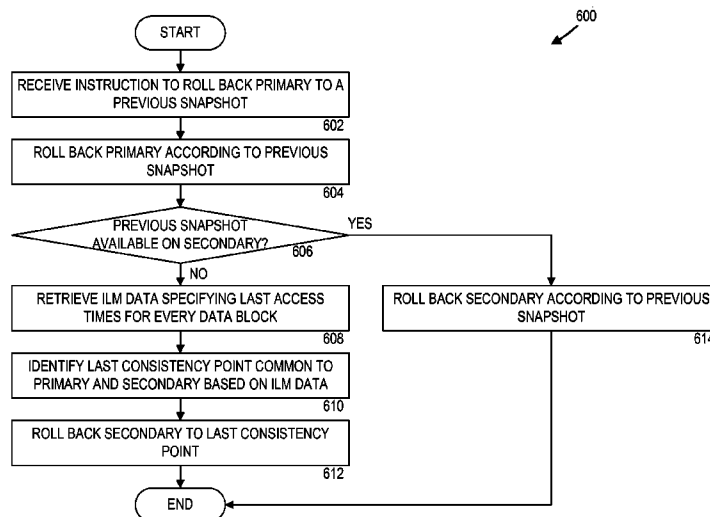 START
600
RECEIVE INSTRUCTION TO ROLL BACK PRIMARY TO A
PREVIOUS SNAPSHOT
602
ROLL BACK PRIMARY ACCORDING TO PREVIOUS
SNAPSHOT
604
PREVIOUS SNAPSHOT
AVAILABLE ON SECONDARY?
606
YES
NO
RETRIEVE ILM DATA SPECIFYING LAST ACCESS
TIMES FOR EVERY DATA BLOCK
608
ROLL BACK SECONDARY ACCORDING TO PREVIOUS
SNAPSHOT
614
IDENTIFY LAST CONSISTENCY POINT COMMON TO
PRIMARY AND SECONDARY BASED ON ILM DATA
610
ROLL BACK SECONDARY TO LAST CONSISTENCY
POINT
612
END